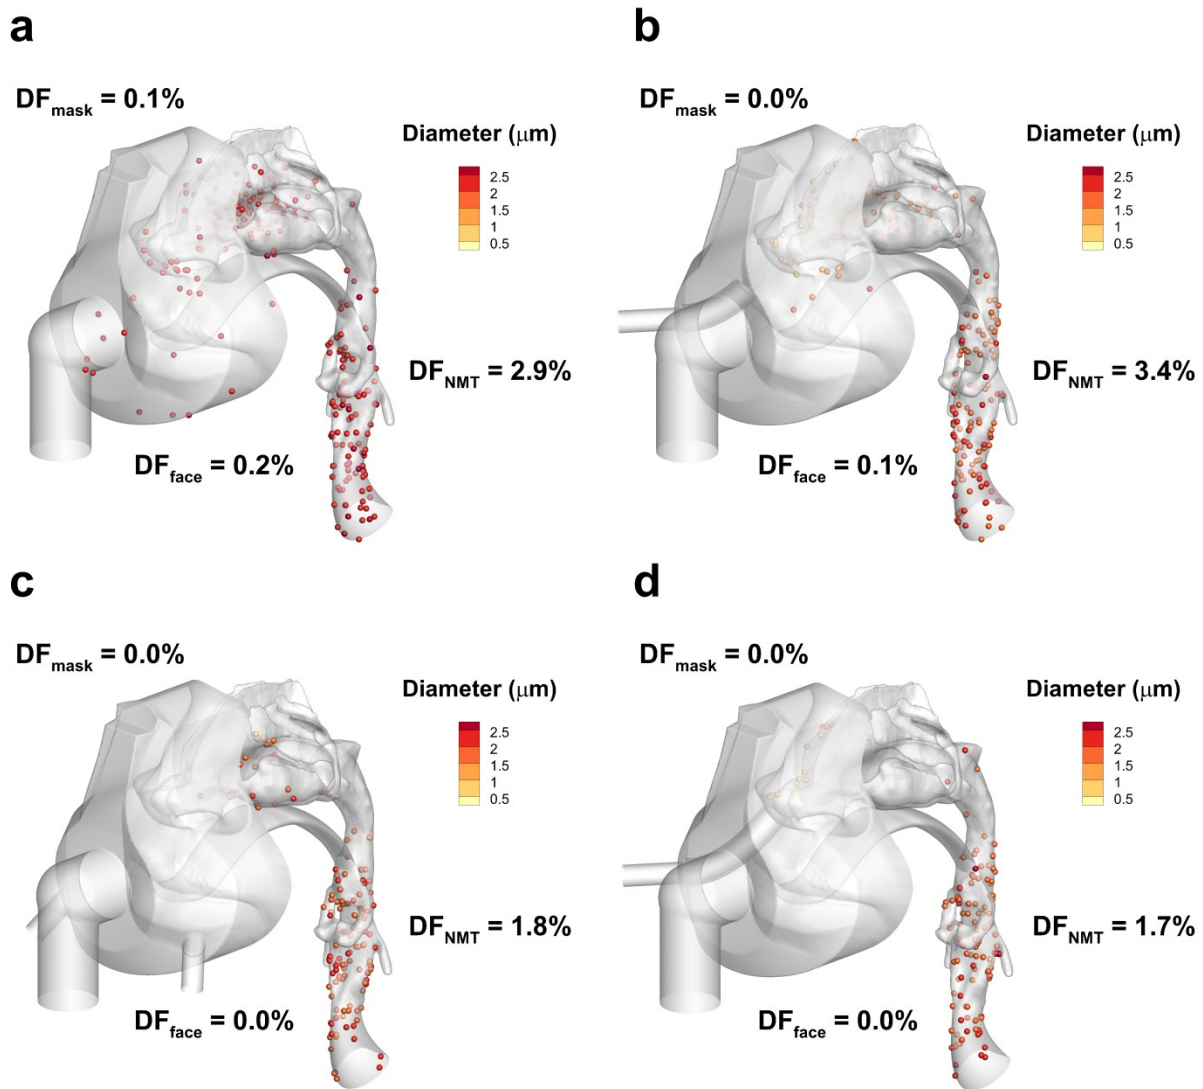 a
DFmask = 0.1%
Diameter (μm)
2.5
2
1.5
1
0.5
DFNMT = 2.9%
DFface = 0.2%
b
DFmask = 0.0%
Diameter (μm)
2.5
2
1.5
1
0.5
DFNMT = 3.4%
DFface = 0.1%
c
DFmask = 0.0%
Diameter (μm)
2.5
2
1.5
1
0.5
DFNMT = 1.8%
DFface = 0.0%
d
DFmask = 0.0%
Diameter (μm)
2.5
2
1.5
1
0.5
DFNMT = 1.7%
DFface = 0.0%